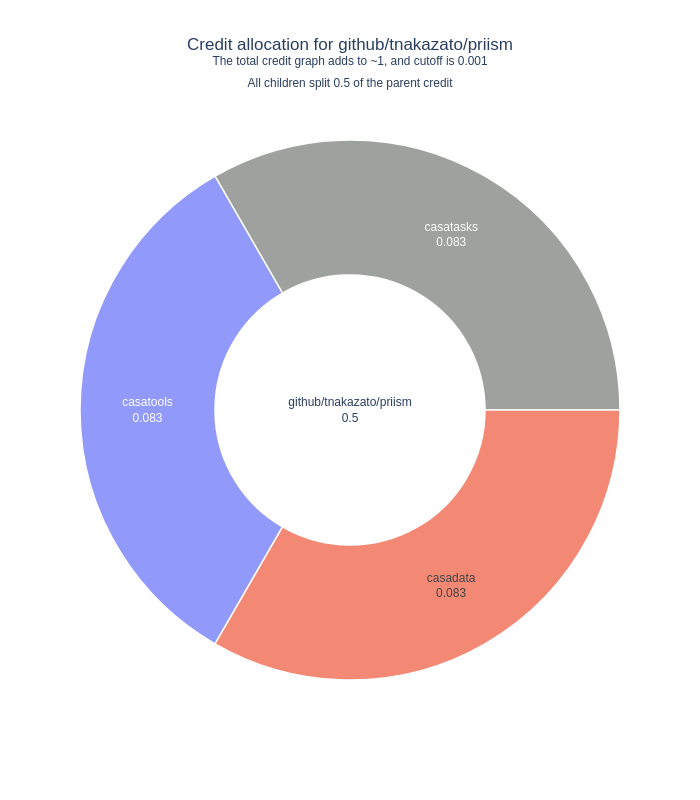 Credit allocation for github/tnakazato/priism
The total credit graph adds to ~1, and cutoff is 0.001
All children split 0.5 of the parent credit
casatasks
0.083
casatools
0.083
github/tnakazato/priism
0.5
casadata
0.083